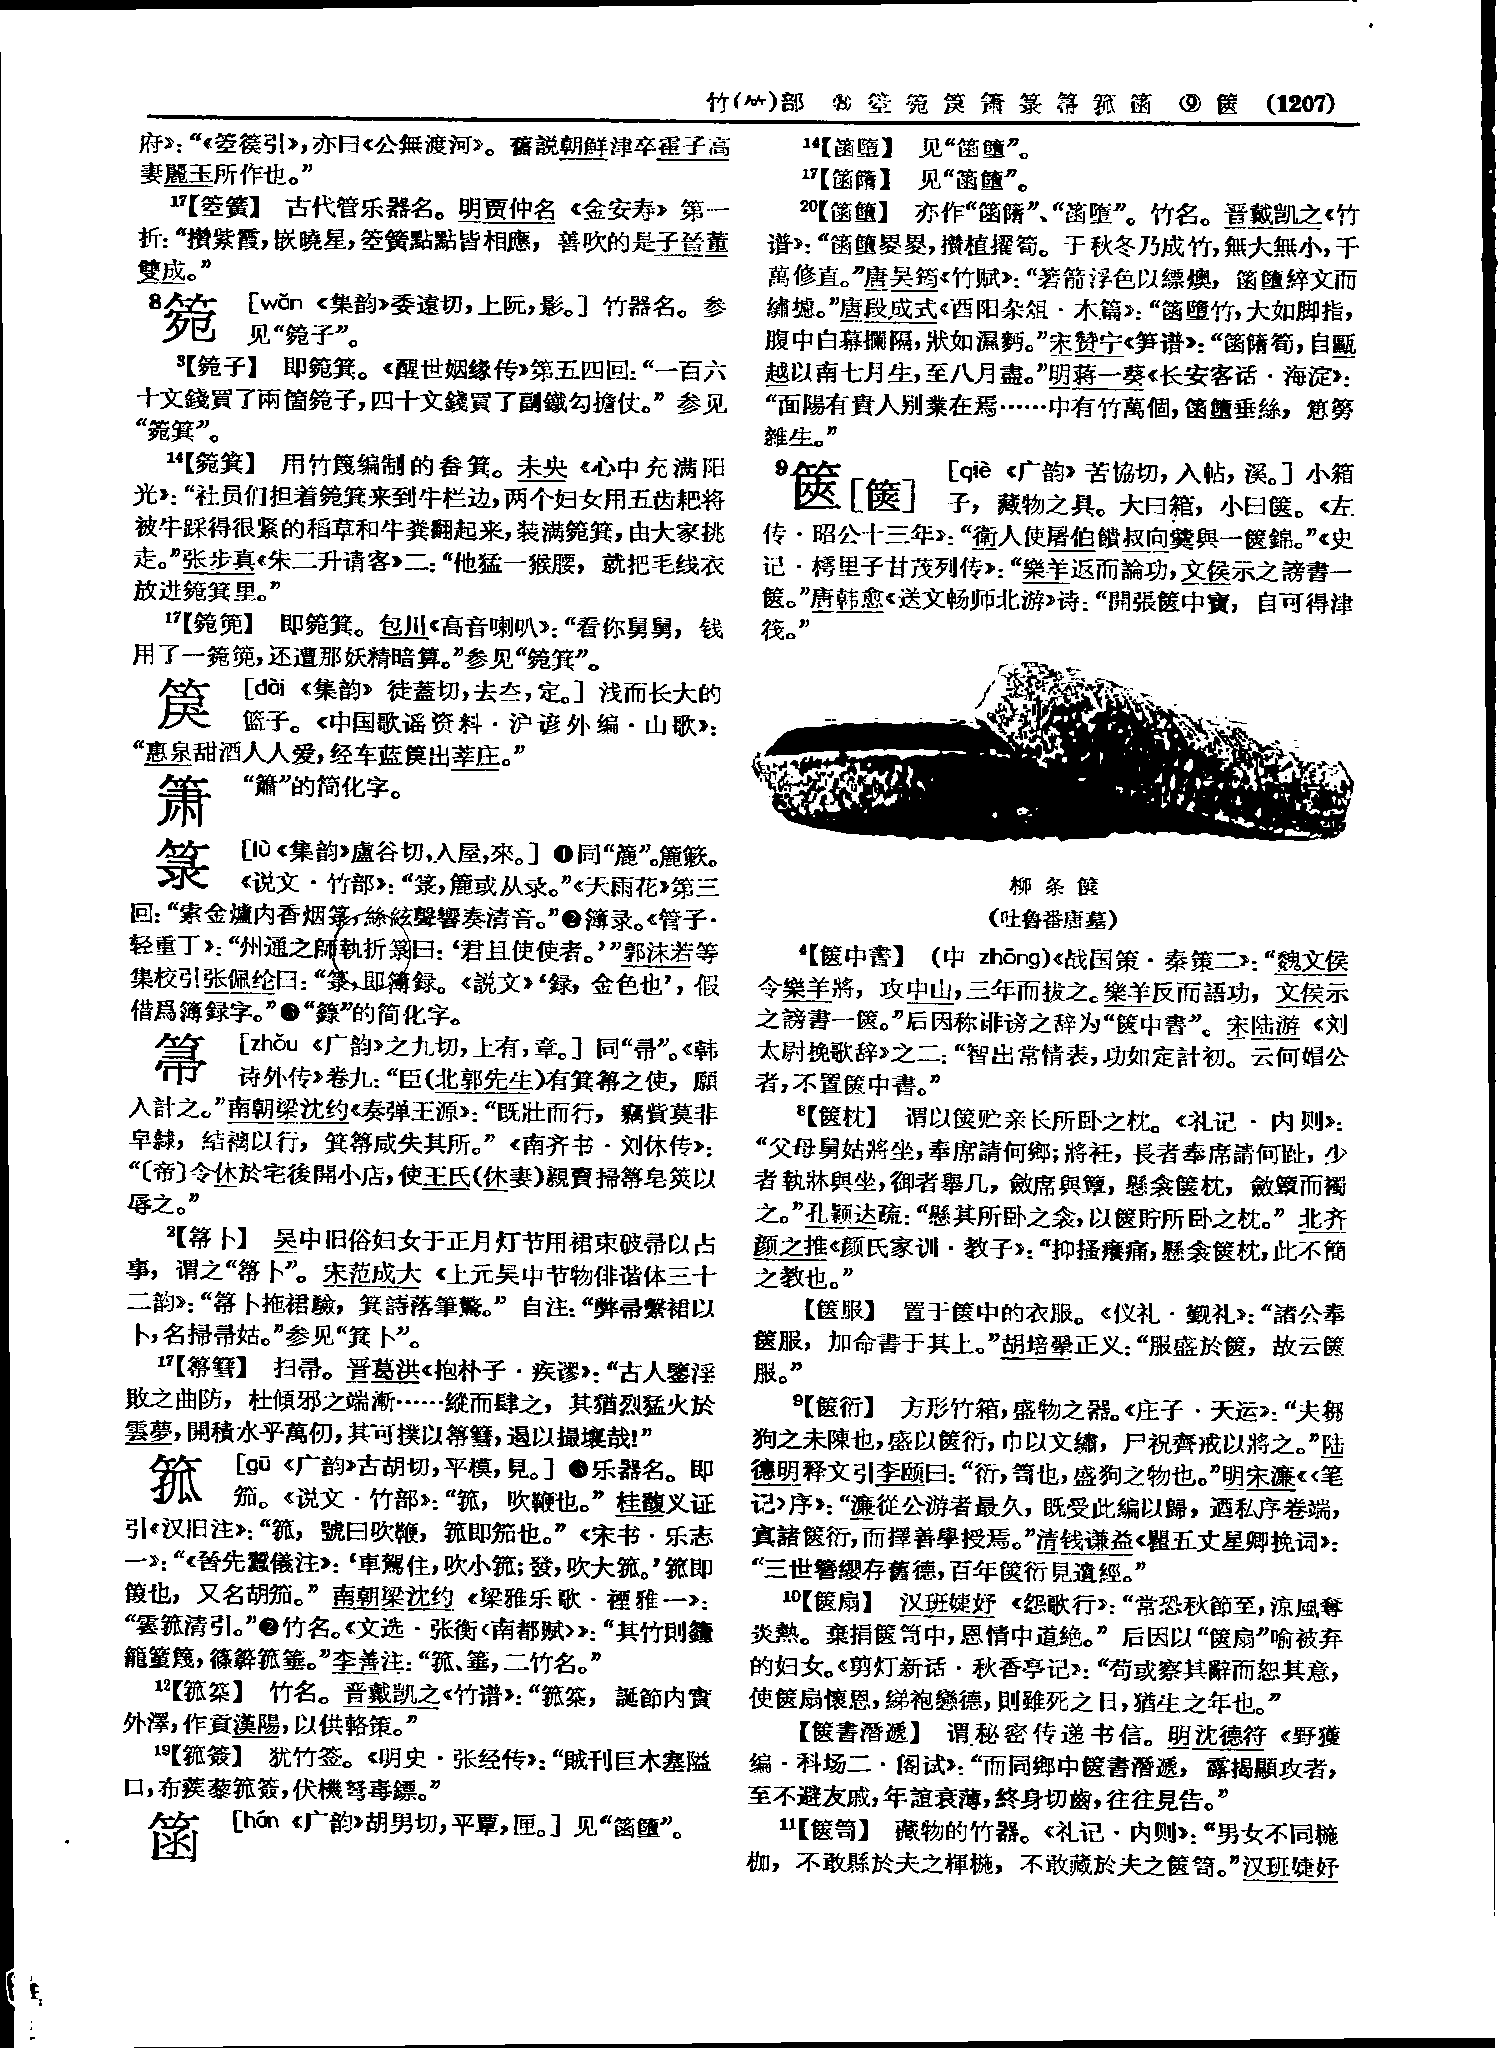 竹(⺮)部 ⑧ 箜 箢 䈆 箫 箓 箒 箛 𥮾 ⑨ 箧 (1207)
府》：“《箜篌引》，亦曰《公無渡河》。舊説朝鮮津卒霍子高
妻麗玉所作也。”
17【箜簧】 古代管乐器名。明贾仲名《金安寿》第一
折：“攢紫霞，嵌曉星，箜簧點點皆相應，善吹的是子晉董
雙成。”
8箢 [wǎn《集韵》委遠切，上阮，影。] 竹器名。参
见“箢子”。
3【箢子】 即箢箕。《醒世姻缘传》第五四回：“一百六
十文錢買了兩箇箢子，四十文錢買了副鐵勾擔仗。”参见
“箢箕”。
14【箢箕】 用竹篾编制的畚箕。未央《心中充满阳
光》：“社员们担着箢箕来到牛栏边，两个妇女用五齿耙将
被牛踩得很紧的稻草和牛粪翻起来，装满箢箕，由大家挑
走。”张步真《朱二升请客》二：“他猛一猴腰，就把毛线衣
放进箢箕里。”
17【箢篼】 即箢箕。包川《高音喇叭》：“看你舅舅，钱
用了一箢篼，还遭那妖精暗算。”参见“箢箕”。
[dài《集韵》徒蓋切，去泰，定。] 浅而长大的
篮子。《中国歌谣资料·沪谚外编·山歌》：
“惠泉甜酒人人爱，经车蓝出莘庄。”
箫 “簫”的简化字。
箓 [lù《集韵》盧谷切，入屋，來。] ❶同“簏”。簏簌。
《说文·竹部》：“箓，簏或从录。”《天雨花》第三
回：“索金爐内香烟箓，絲絃聲響奏清音。”❷簿录。《管子·
轻重丁》：“州通之師執折箓曰：‘君且使使者。’”郭沫若等
集校引张佩纶曰：“箓，即簿録。《説文》‘録，金色也’，假
借爲簿録字。”❸“籙”的简化字。
箒 [zhǒu《广韵》之九切，上有，章。] 同“帚”。《韩
诗外传》卷九：“臣(北郭先生)有箕箒之使，願
入計之。”南朝梁沈约《奏弹王源》：“既壯而行，竊貲莫非
皁隸，結褵以行，箕箒咸失其所。”《南齐书·刘休传》：
“〔帝〕令休於宅後開小店，使王氏(休妻)親賣掃箒皂莢以
辱之。”
2【箒卜】 吴中旧俗妇女于正月灯节用裙束破帚以占
事，谓之“箒卜”。宋范成大《上元吴中节物俳谐体三十
二韵》：“箒卜拖裙驗，箕詩落筆驚。”自注：“弊帚繫裙以
卜，名掃帚姑。”参见“箕卜”。
17【箒篲】 扫帚。晋葛洪《抱朴子·疾谬》：“古人鑒淫
敗之曲防，杜傾邪之端漸……縱而肆之，其猶烈猛火於
雲夢，開積水乎萬仞，其可撲以箒篲，遏以撮壤哉！”
箛 [gū《广韵》古胡切，平模，見。] ❶乐器名。即
笳。《说文·竹部》：“箛，吹鞭也。”桂馥义证
引《汉旧注》：“箛，號曰吹鞭，箛即笳也。”《宋书·乐志
一》：“《晉先蠶儀注》：‘車駕住，吹小箛；發，吹大箛。’箛即
葭也，又名胡笳。”南朝梁沈约《梁雅乐歌·禋雅一》：
“雲箛清引。”❷竹名。《文选·张衡〈南都赋〉》：“其竹則籦
籠篾，篠簳箛箠。”李善注：“箛、箠，二竹名。”
12【箛䇲】 竹名。晋戴凯之《竹谱》：“箛䇲，誕節内實
外澤，作貢漢陽，以供輅策。”
19【箛簽】 犹竹签。《明史·张经传》：“賊刊巨木塞隘
口，布蒺藜箛簽，伏機弩毒鏢。”
[hán《广韵》胡男切，平覃，匣。] 见“”。
14【】 见“”。
17【】 见“”。
20【】 亦作“”、“”。竹名。晋戴凯之《竹
谱》：“，攢植擢筍。于秋冬乃成竹，無大無小，千
萬修直。”唐吴筠《竹赋》：“箬箭浮色以縹燠，綷文而
繡。”唐段成式《酉阳杂俎·木篇》：“竹，大如脚指，
腹中白幕攔隔，狀如濕麪。”宋赞宁《笋谱》：“筍，自甌
越以南七月生，至八月盡。”明蒋一葵《长安客话·海淀》：
“面陽有貴人别業在焉……中有竹萬個，垂絲，
雜生。”
9箧[篋] [qiè《广韵》苦協切，入帖，溪。] 小箱
子，藏物之具。大曰箱，小曰箧。《左
传·昭公十三年》：“衛人使屠伯饋叔向羹與一篋錦。”《史
记·樗里子甘茂列传》：“樂羊返而論功，文侯示之謗書一
篋。”唐韩愈《送文畅师北游》诗：“開張篋中寶，自可得津
筏。”
柳条箧
(吐鲁番唐墓)
4【篋中書】 (中 zhōng)《战国策·秦策二》：“魏文侯
令樂羊將，攻中山，三年而拔之。樂羊反而語功，文侯示
之謗書一篋。”后因称诽谤之辞为“篋中書”。宋陆游《刘
太尉挽歌辞》之二：“智出常情表，功如定計初。云何娼公
者，不置篋中書。”
8【篋枕】 谓以箧贮亲长所卧之枕。《礼记·内则》：
“父母舅姑將坐，奉席請何鄉；將衽，長者奉席請何趾，少
者執牀與坐，御者舉几，斂席與簟，懸衾篋枕，斂簟而襡
之。”孔颖达疏：“懸其所卧之衾，以篋貯所卧之枕。”北齐
颜之推《颜氏家训·教子》：“抑搔癢痛，懸衾篋枕，此不簡
之教也。”
【篋服】 置于箧中的衣服。《仪礼·觐礼》：“諸公奉
篋服，加命書于其上。”胡培翬正义：“服盛於篋，故云篋
服。”
9【篋衍】 方形竹箱，盛物之器。《庄子·天运》：“夫芻
狗之未陳也，盛以篋衍，巾以文繡，尸祝齊戒以將之。”陆
德明释文引李颐曰：“衍，笥也，盛狗之物也。”明宋濂《〈笔
记〉序》：“濂從公游者最久，既受此编以歸，迺私序卷端，
寘諸篋衍，而擇善學授焉。”清钱谦益《瞿五丈星卿挽词》：
“三世簪纓存舊德，百年篋衍見遺經。”
10【篋扇】 汉班婕妤《怨歌行》：“常恐秋節至，涼風奪
炎熱。棄捐篋笥中，恩情中道絶。”后因以“篋扇”喻被弃
的妇女。《剪灯新话·秋香亭记》：“苟或察其辭而恕其意，
使篋扇懷恩，綈袍戀德，則雖死之日，猶生之年也。”
【篋書潛遞】 谓秘密传递书信。明沈德符《野獲
编·科场二·阁试》：“而同鄉中篋書潛遞，露揭顯攻者，
至不避友戚，年誼衰薄，終身切齒，往往見告。”
11【篋笥】 藏物的竹器。《礼记·内则》：“男女不同椸
枷，不敢縣於夫之楎椸，不敢藏於夫之篋笥。”汉班婕妤